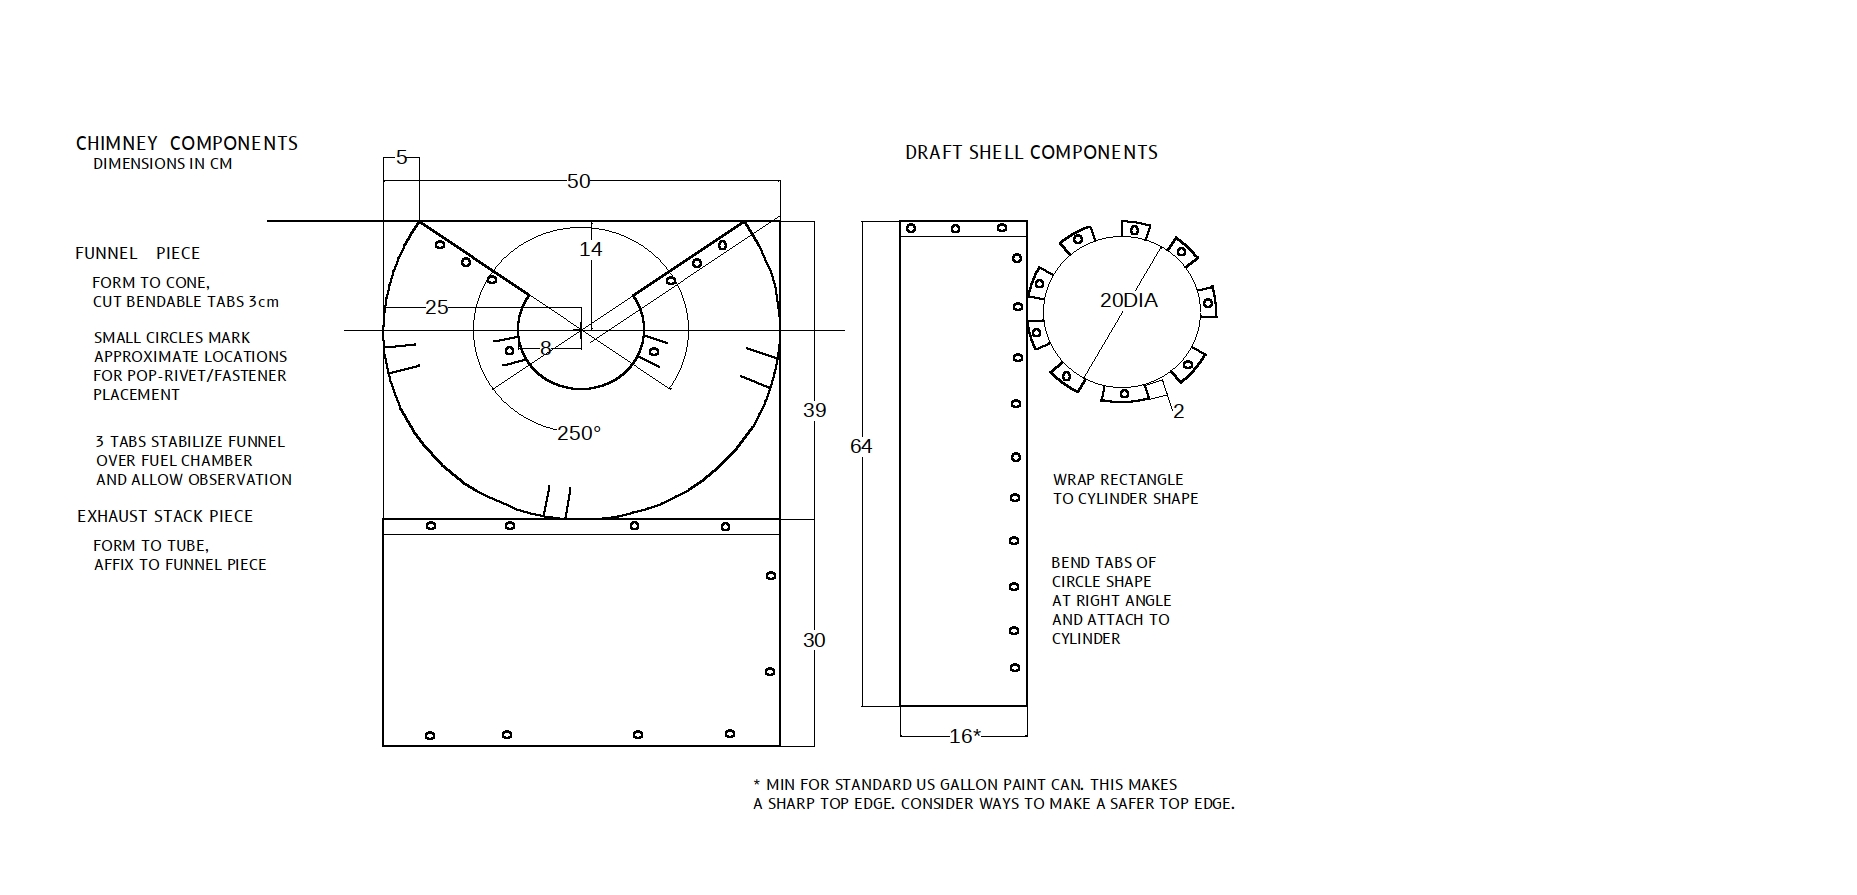 CHIMNEY COMPONENTS
DIMENSIONS IN CM
5
50
DRAFT SHELL COMPONENTS
FUNNEL PIECE
FORM TO CONE,
CUT BENDABLE TABS 3cm
SMALL CIRCLES MARK
APPROXIMATE LOCATIONS
FOR POP-RIVET/FASTENER
PLACEMENT
3 TABS STABILIZE FUNNEL
OVER FUEL CHAMBER
AND ALLOW OBSERVATION
EXHAUST STACK PIECE
FORM TO TUBE,
AFFIX TO FUNNEL PIECE
14
25
8
250°
39
30
64
16*
20DIA
2
WRAP RECTANGLE
TO CYLINDER SHAPE
BEND TABS OF
CIRCLE SHAPE
AT RIGHT ANGLE
AND ATTACH TO
CYLINDER
* MIN FOR STANDARD US GALLON PAINT CAN. THIS MAKES
A SHARP TOP EDGE. CONSIDER WAYS TO MAKE A SAFER TOP EDGE.